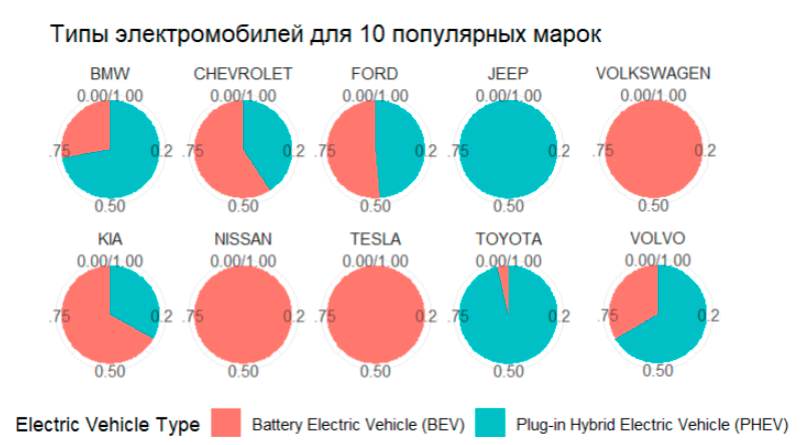 Типы электромобилей для 10 популярных марок
BMW CHEVROLET FORD JEEP VOLKSWAGEN
0.00/1.00 0.00/1.00 0.00/1.00 0.00/1.00 0.00/1.00
.75 0.2 .75 0.2 .75 0.2 .75 0.2 .75 0.2
0.50 0.50 0.50 0.50 0.50
KIA NISSAN TESLA TOYOTA VOLVO
0.00/1.00 0.00/1.00 0.00/1.00 0.00/1.00 0.00/1.00
.75 0.2 .75 0.2 .75 0.2 .75 0.2 .75 0.2
0.50 0.50 0.50 0.50 0.50
Electric Vehicle Type Battery Electric Vehicle (BEV) Plug-in Hybrid Electric Vehicle (PHEV)